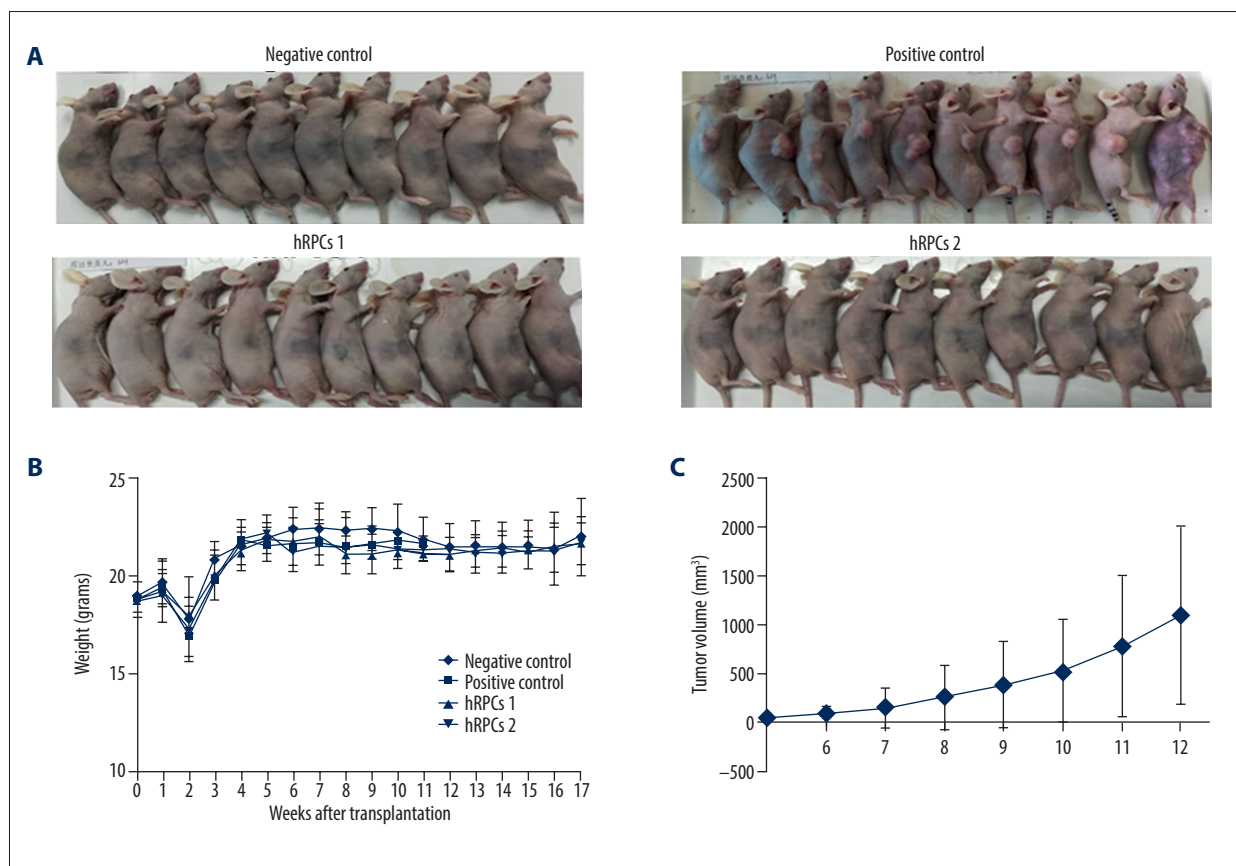 A
Negative control
Positive control
hRPCs 1
hRPCs 2
B
25
20
15
10
Weight (grams)
Negative control
Positive control
hRPCs 1
hRPCs 2
0 1 2 3 4 5 6 7 8 9 10 11 12 13 14 15 16 17
Weeks after transplantation
C
2500
2000
1500
1000
500
0
−500
Tumor volume (mm³)
6 7 8 9 10 11 12